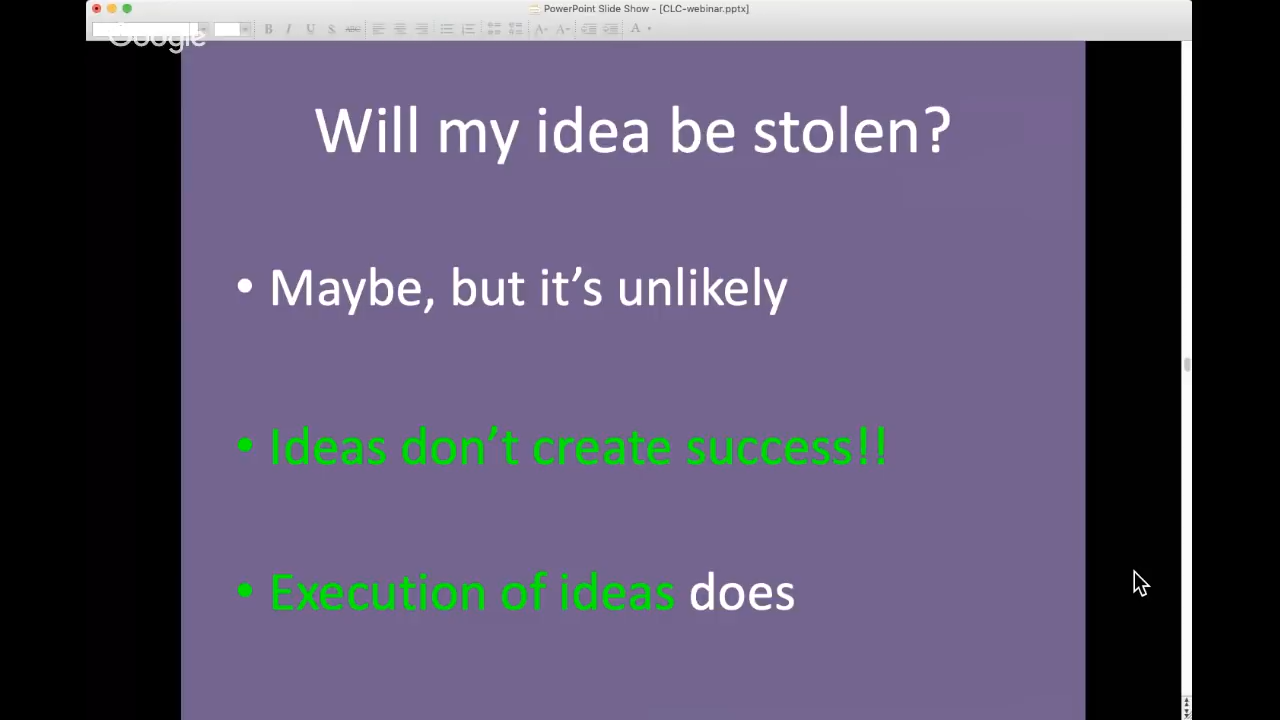 PowerPoint Slide Show - [CLC-webinar.pptx]
B I U S ABC
A A A
Google
Will my idea be stolen?
• Maybe, but it’s unlikely
• Ideas don’t create success!!
• Execution of ideas does